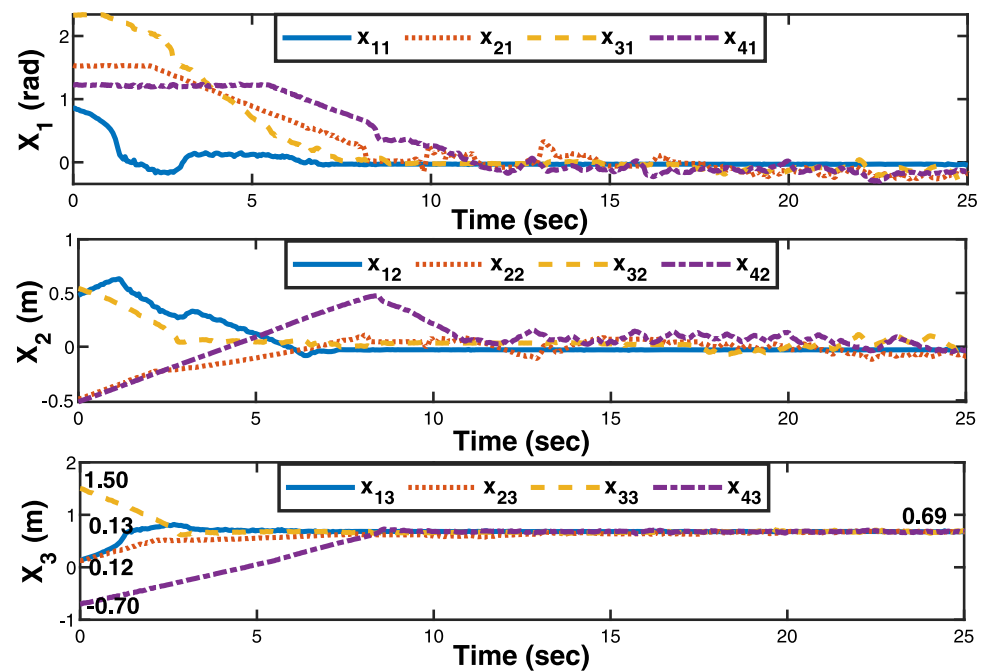 x11 x21 x31 x41
X1 (rad)
2
1
0
0 5 10 15 20 25
Time (sec)
x12 x22 x32 x42
X2 (m)
1
0.5
0
-0.5
0 5 10 15 20 25
Time (sec)
x13 x23 x33 x43
X3 (m)
2
1
0
-1
1.50
0.13
0.12
-0.70
0.69
0 5 10 15 20 25
Time (sec)